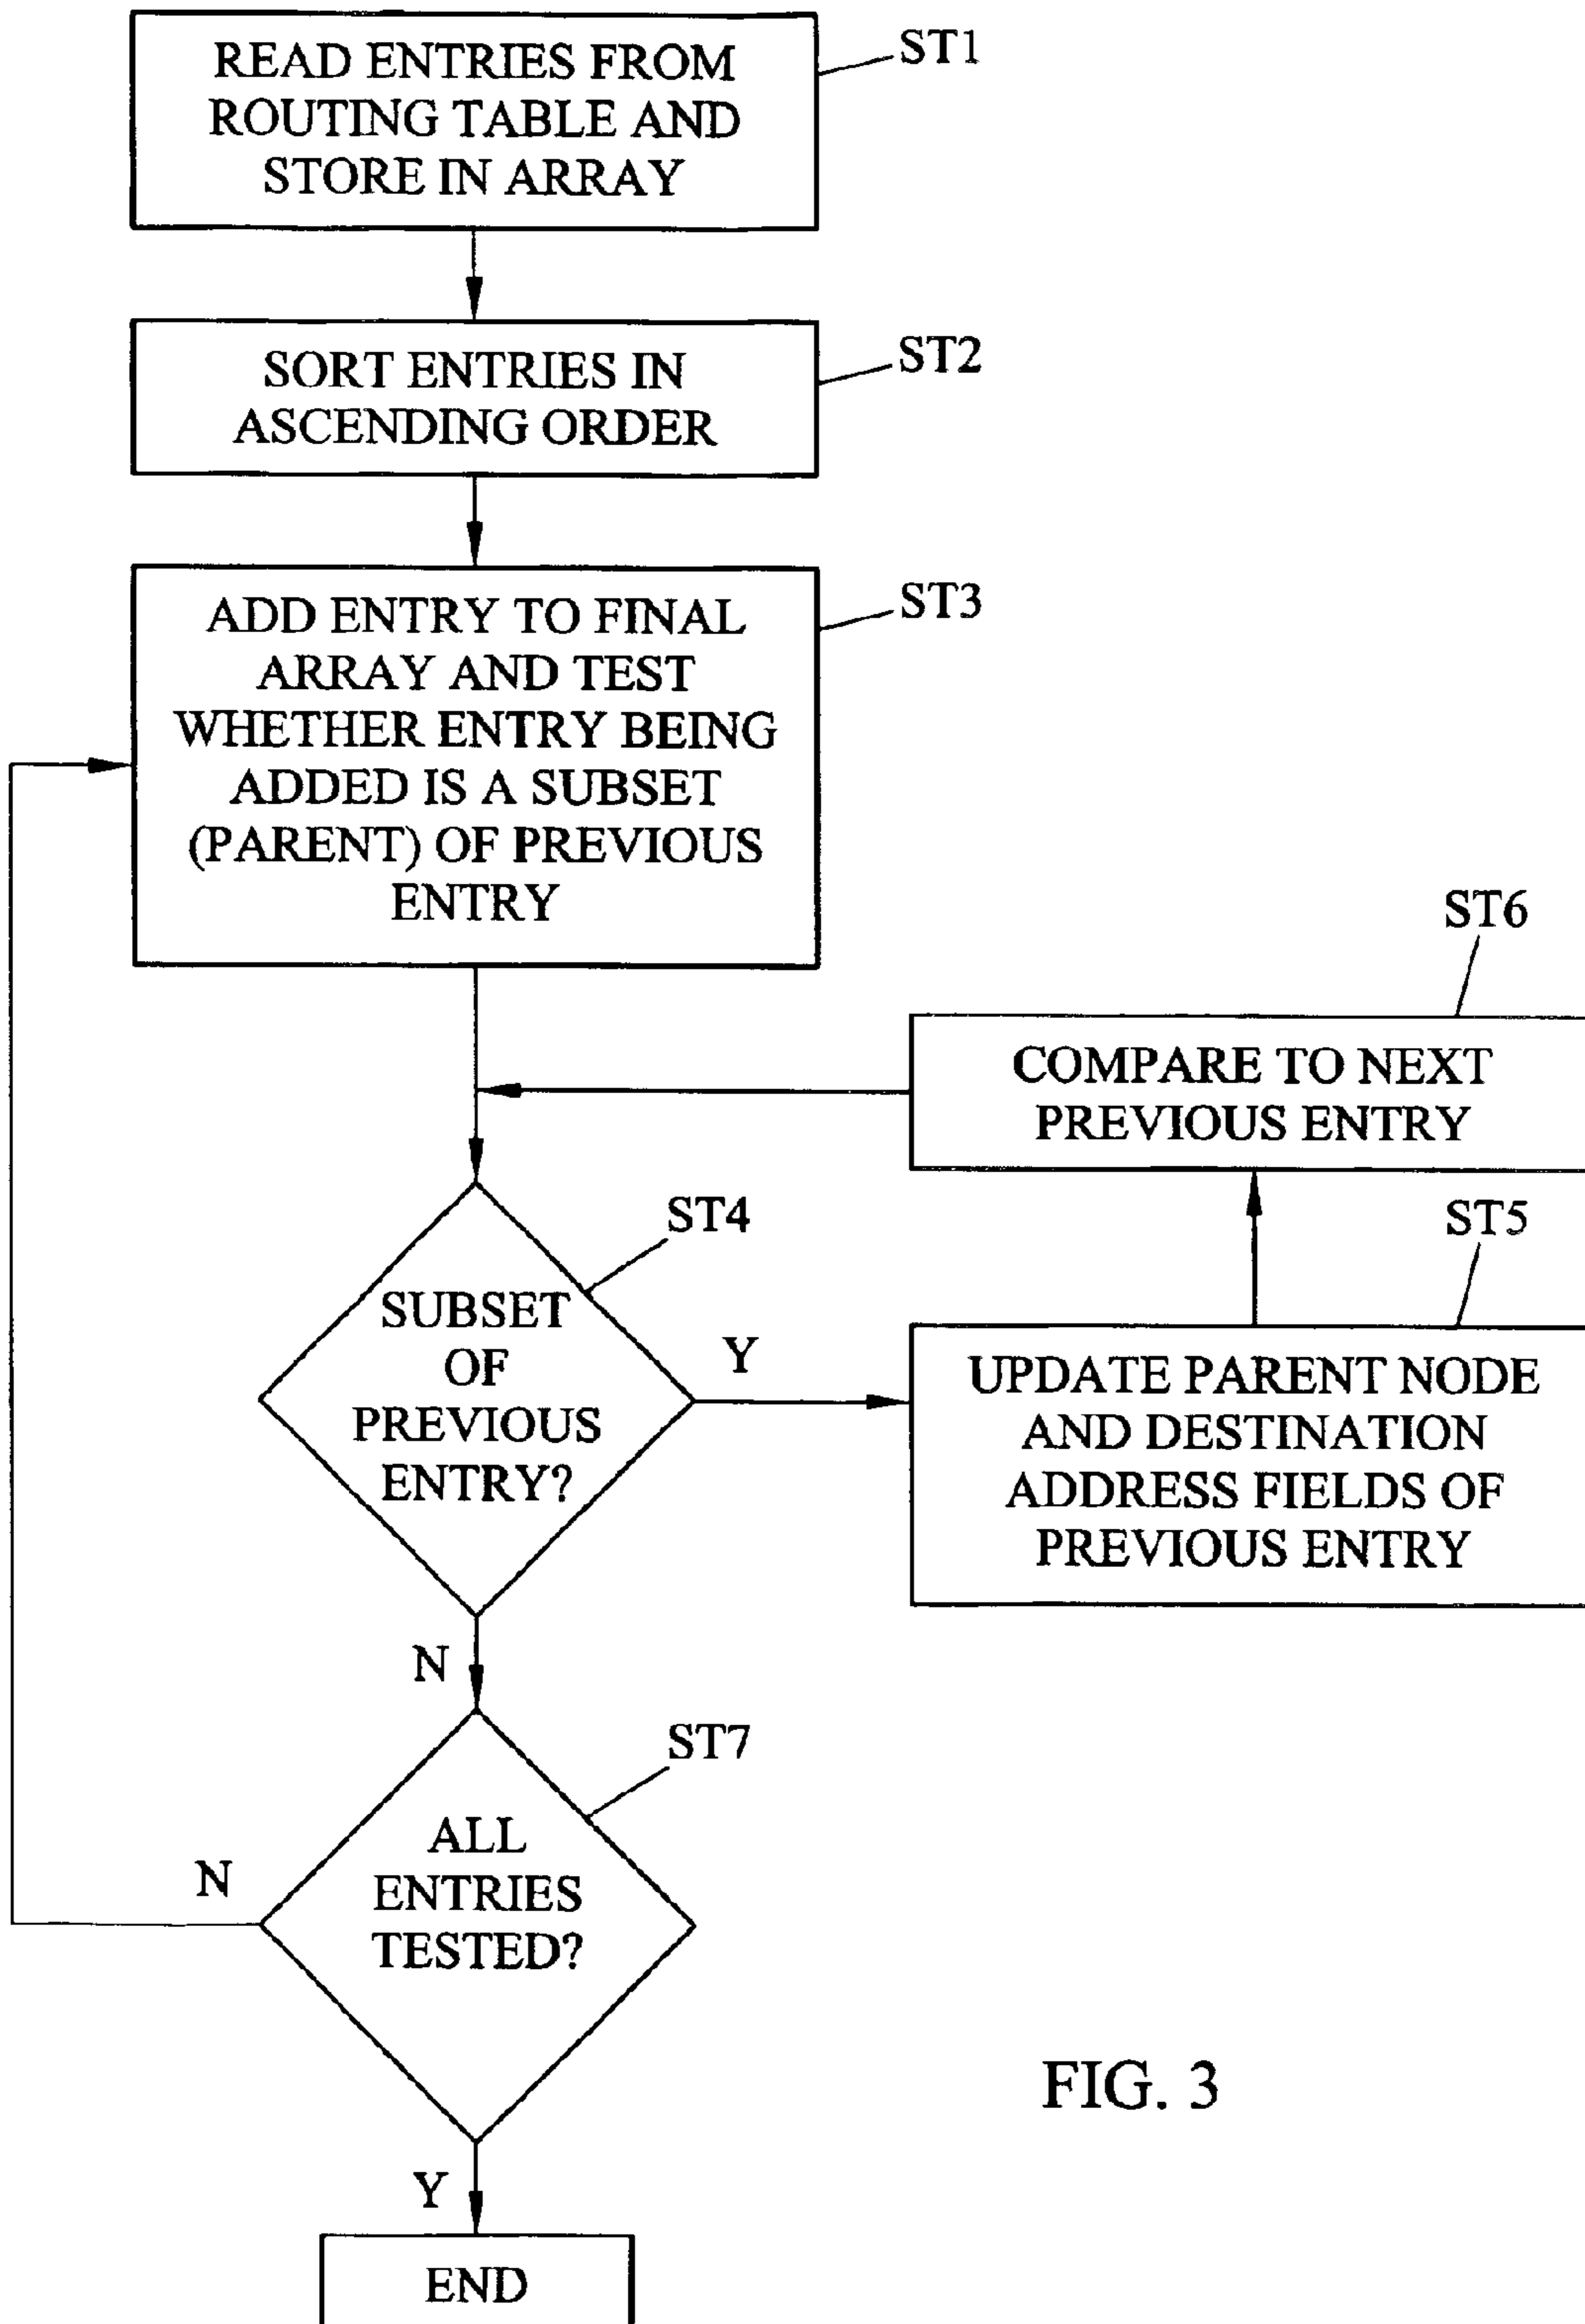 READ ENTRIES FROM
ROUTING TABLE AND
STORE IN ARRAY
ST1
SORT ENTRIES IN
ASCENDING ORDER
ST2
ADD ENTRY TO FINAL
ARRAY AND TEST
WHETHER ENTRY BEING
ADDED IS A SUBSET
(PARENT) OF PREVIOUS
ENTRY
ST3
ST6
COMPARE TO NEXT
PREVIOUS ENTRY
ST4
SUBSET
OF
PREVIOUS
ENTRY?
Y
ST5
UPDATE PARENT NODE
AND DESTINATION
ADDRESS FIELDS OF
PREVIOUS ENTRY
N
ST7
ALL
ENTRIES
TESTED?
N
Y
END
FIG. 3